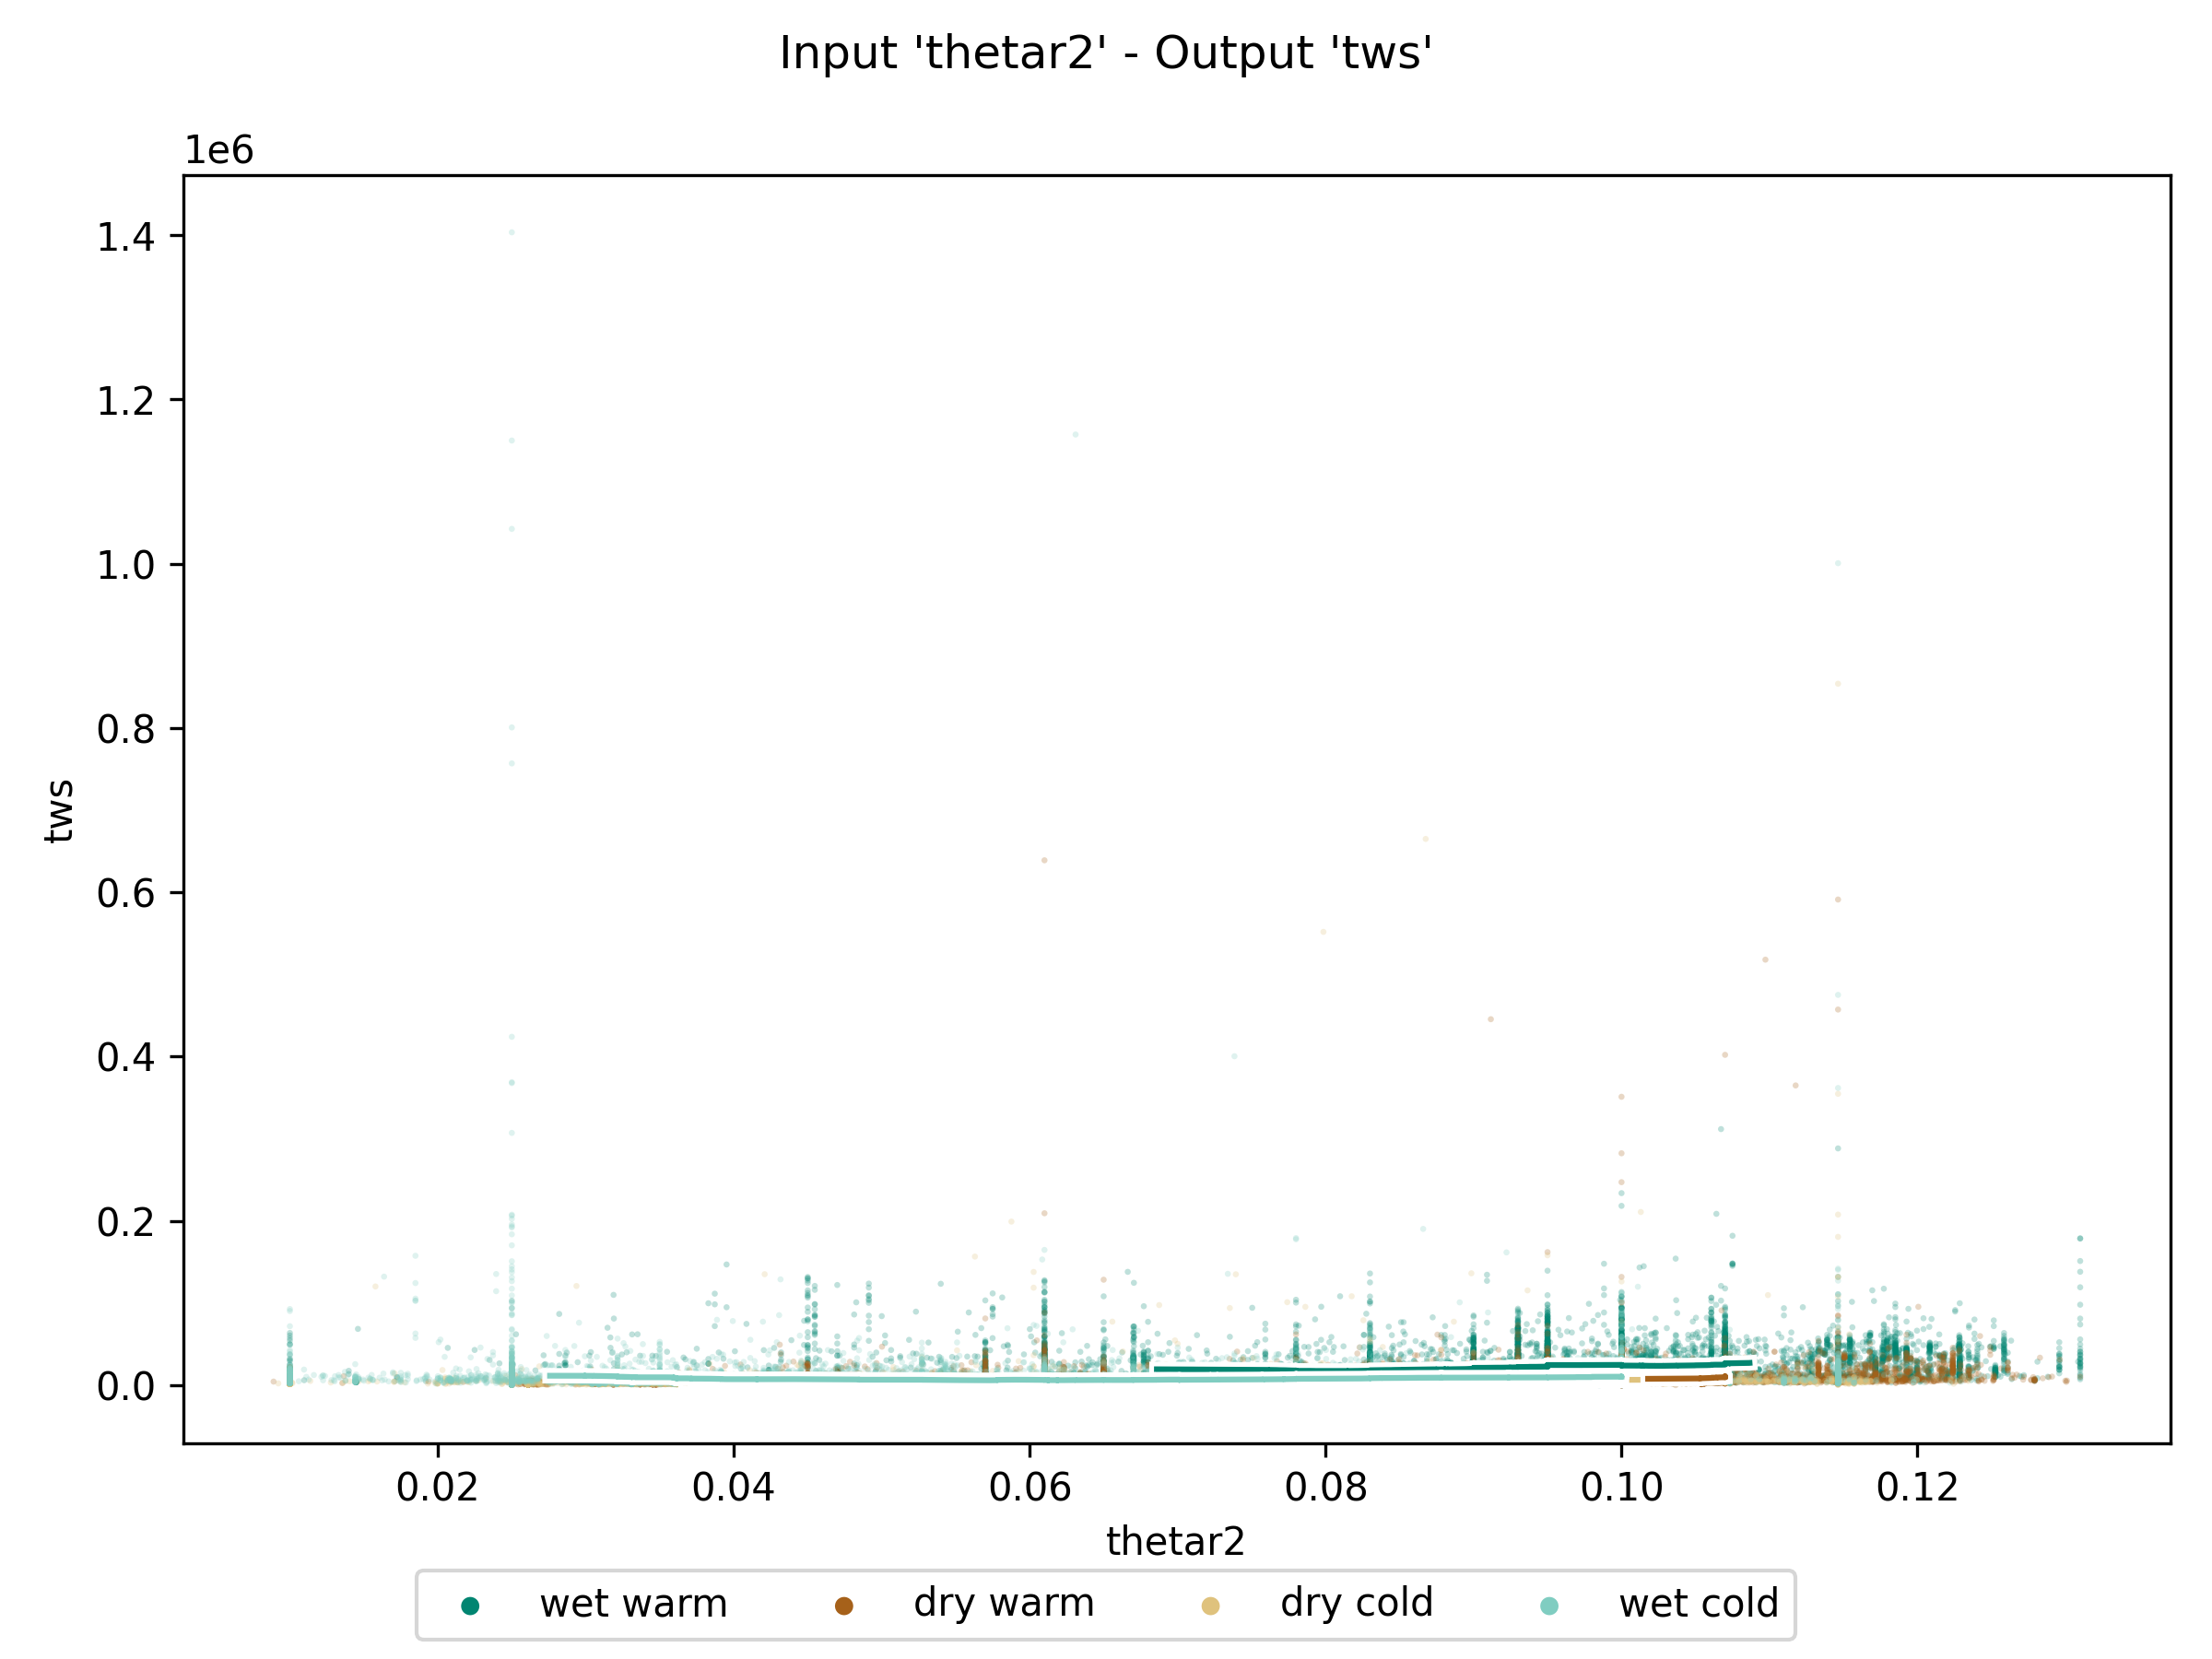 Input 'thetar2' - Output 'tws'
1e6
1.4
1.2
1.0
0.8
0.6
0.4
0.2
0.0
tws
0.02 0.04 0.06 0.08 0.10 0.12
thetar2
wet warm dry warm dry cold wet cold